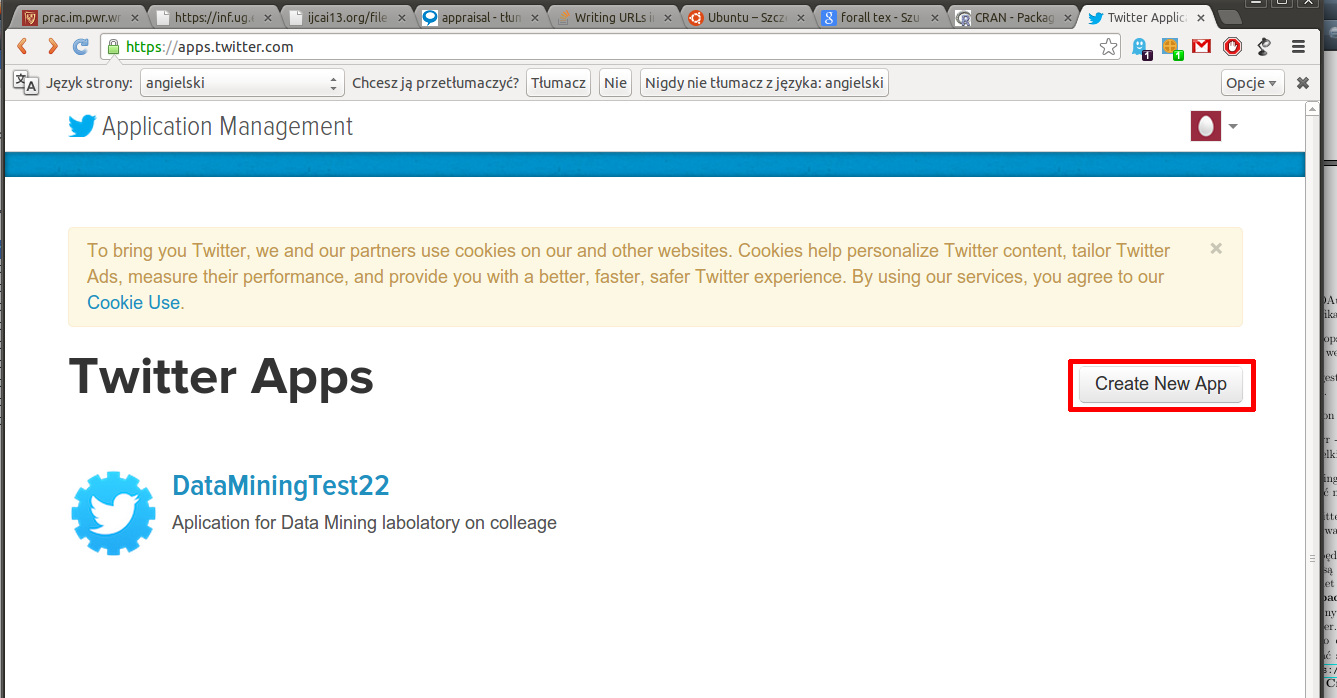 prac.im.pwr.wr
https://inf.ug.e
ijcai13.org/file
appraisal - tłun
Writing URLs i
Ubuntu – Szcz
forall tex - Szu
CRAN - Packag
Twitter Applic
https://apps.twitter.com
1
1
Język strony:
angielski
Chcesz ją przetłumaczyć?
Tłumacz
Nie
Nigdy nie tłumacz z języka: angielski
Opcje
Application Management
To bring you Twitter, we and our partners use cookies on our and other websites. Cookies help personalize Twitter content, tailor Twitter
Ads, measure their performance, and provide you with a better, faster, safer Twitter experience. By using our services, you agree to our
Cookie Use.
Twitter Apps
Create New App
DataMiningTest22
Aplication for Data Mining labolatory on colleage